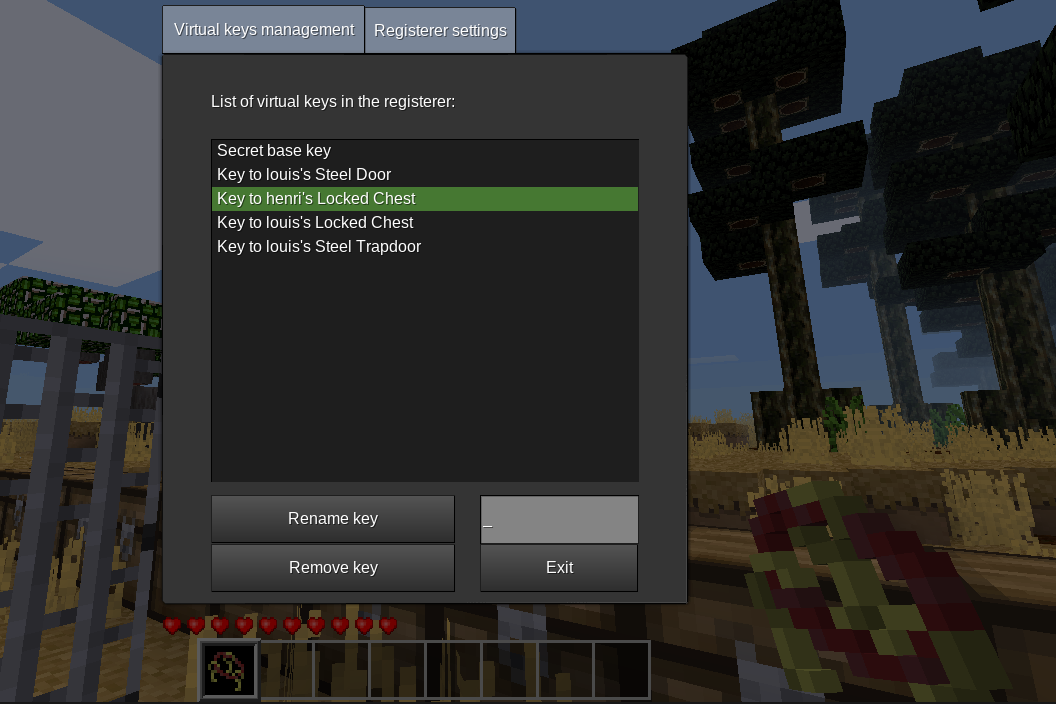 Virtual keys management
Registerer settings
List of virtual keys in the registerer:
Secret base key
Key to louis's Steel Door
Key to henri's Locked Chest
Key to louis's Locked Chest
Key to louis's Steel Trapdoor
Rename key
_
Remove key
Exit